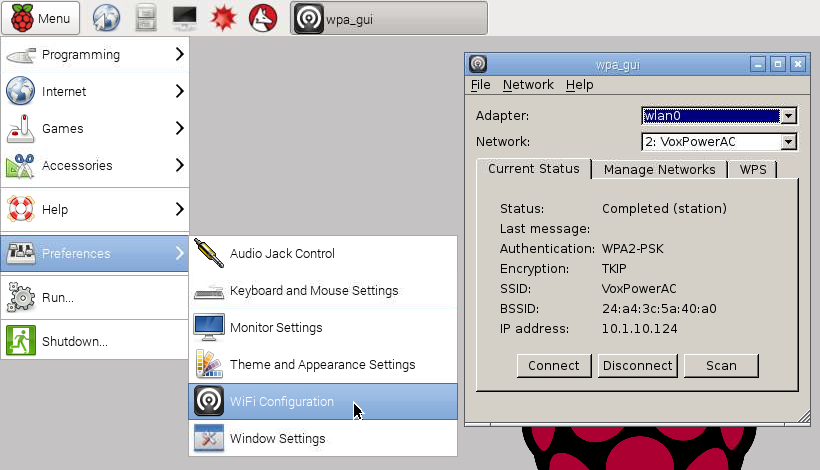 Menu
wpa_gui
Programming
Internet
Games
Accessories
Help
Preferences
Run...
Shutdown...
Audio Jack Control
Keyboard and Mouse Settings
Monitor Settings
Theme and Appearance Settings
WiFi Configuration
Window Settings
wpa_gui
File Network Help
Adapter: wlan0
Network: 2: VoxPowerAC
Current Status Manage Networks WPS
Status: Completed (station)
Last message:
Authentication: WPA2-PSK
Encryption: TKIP
SSID: VoxPowerAC
BSSID: 24:a4:3c:5a:40:a0
IP address: 10.1.10.124
Connect Disconnect Scan